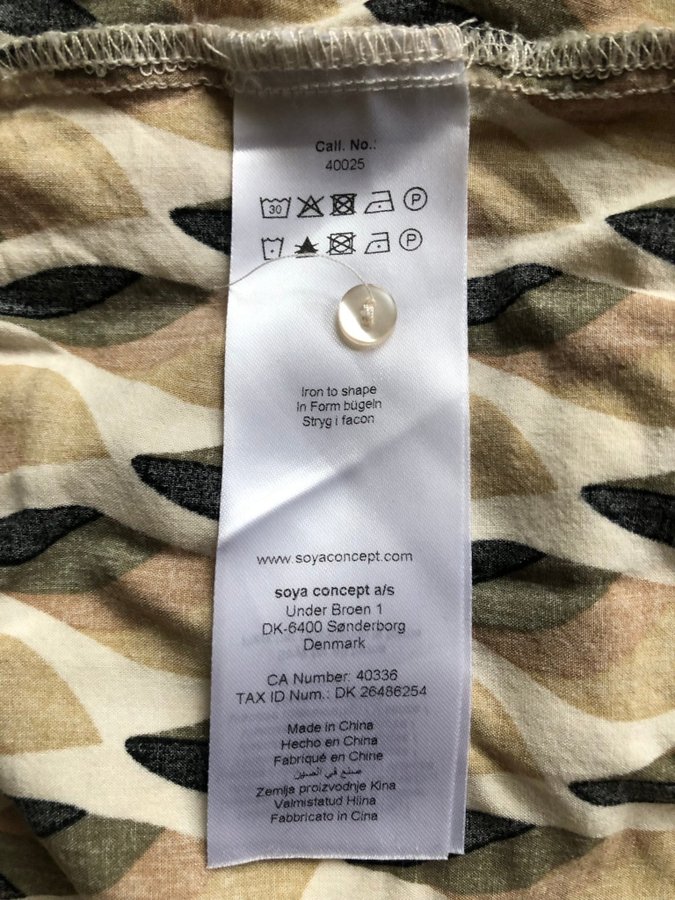 Call. No.:
40025
30
P
P
Iron to shape
in Form bügeln
Stryg i facon
www.soyaconcept.com
soya concept a/s
Under Broen 1
DK-6400 Sønderborg
Denmark
CA Number: 40336
TAX ID Num.: DK 26486254
Made in China
Hecho en China
Fabriqué en Chine
صنع في الصين
Zemlja proizvodnje Kina
Valmistatud Hiina
Fabbricato in Cina